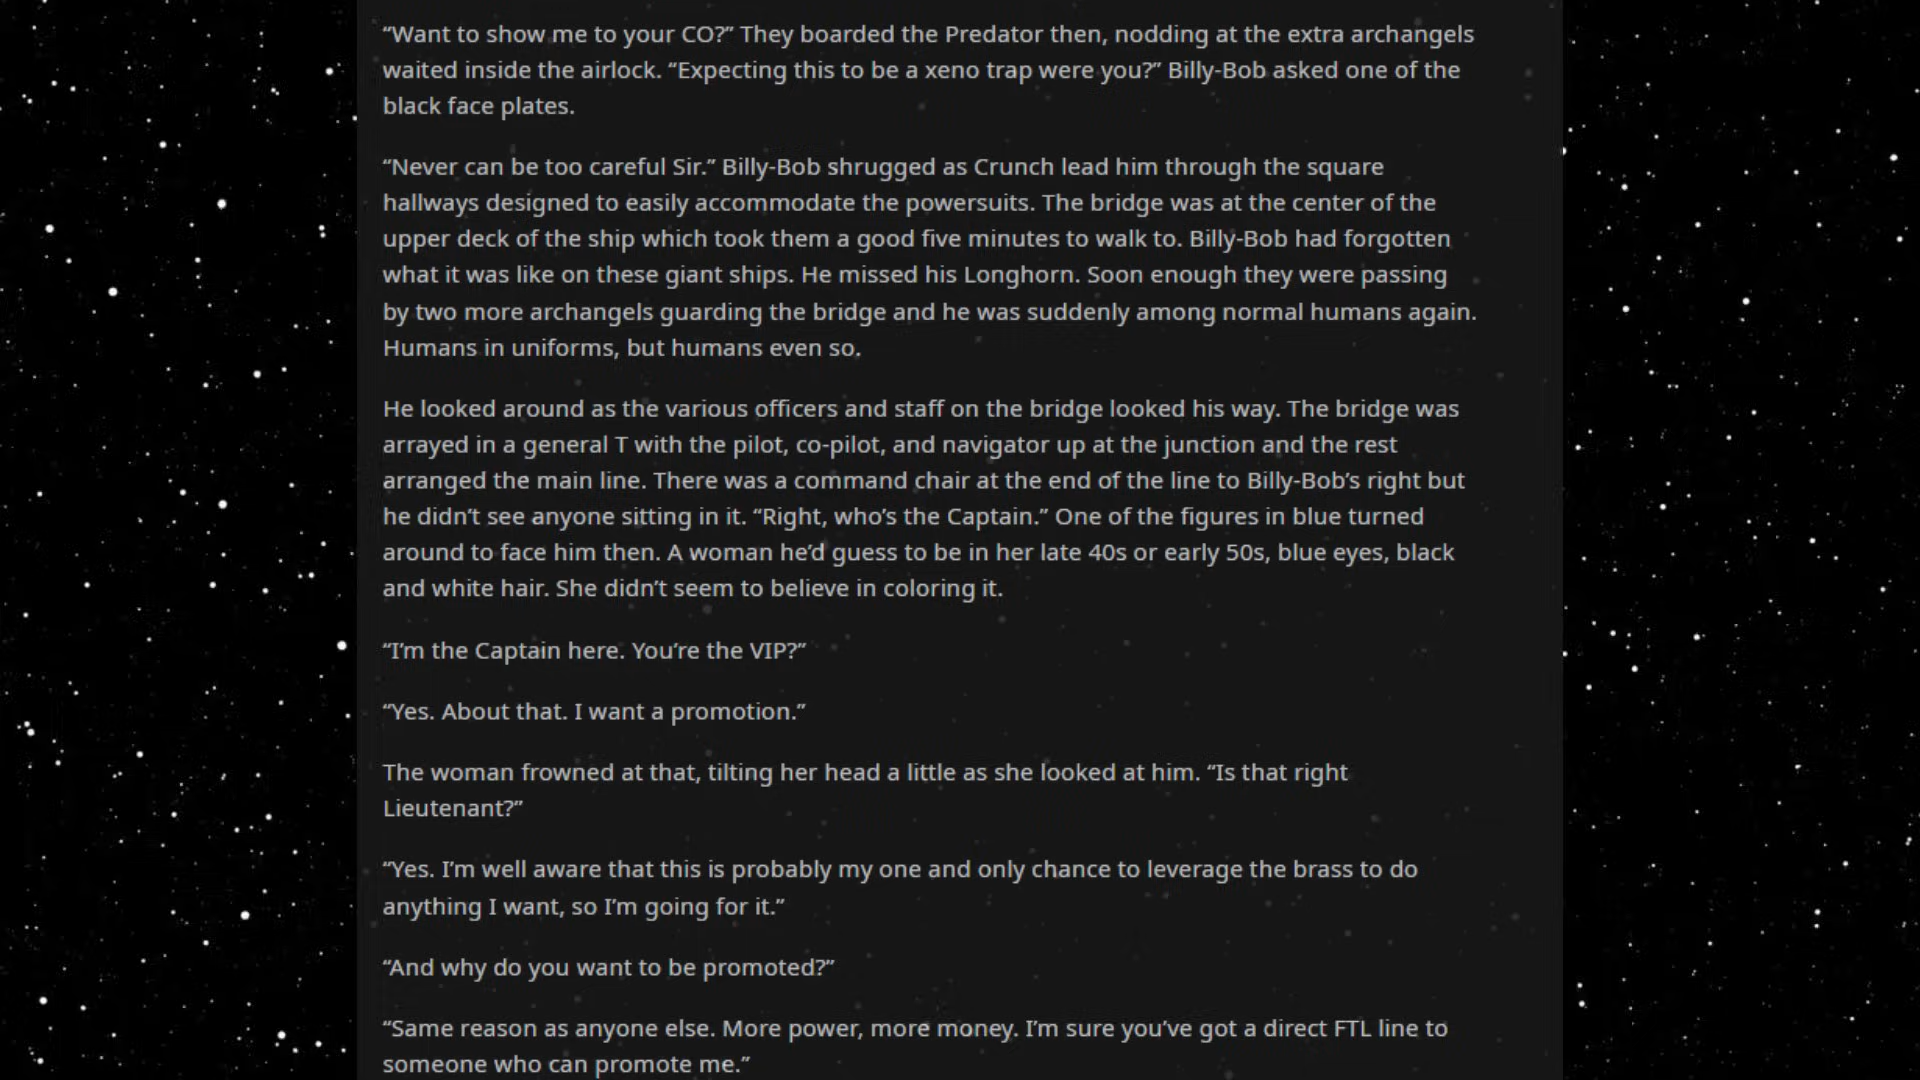 “Want to show me to your CO?” They boarded the Predator then, nodding at the extra archangels
waited inside the airlock. “Expecting this to be a xeno trap were you?” Billy-Bob asked one of the
black face plates.
“Never can be too careful Sir.” Billy-Bob shrugged as Crunch lead him through the square
hallways designed to easily accommodate the powersuits. The bridge was at the center of the
upper deck of the ship which took them a good five minutes to walk to. Billy-Bob had forgotten
what it was like on these giant ships. He missed his Longhorn. Soon enough they were passing
by two more archangels guarding the bridge and he was suddenly among normal humans again.
Humans in uniforms, but humans even so.
He looked around as the various officers and staff on the bridge looked his way. The bridge was
arrayed in a general T with the pilot, co-pilot, and navigator up at the junction and the rest
arranged the main line. There was a command chair at the end of the line to Billy-Bob’s right but
he didn’t see anyone sitting in it. “Right, who’s the Captain.” One of the figures in blue turned
around to face him then. A woman he’d guess to be in her late 40s or early 50s, blue eyes, black
and white hair. She didn’t seem to believe in coloring it.
“I’m the Captain here. You’re the VIP?”
“Yes. About that. I want a promotion.”
The woman frowned at that, tilting her head a little as she looked at him. “Is that right
Lieutenant?”
“Yes. I’m well aware that this is probably my one and only chance to leverage the brass to do
anything I want, so I’m going for it.”
“And why do you want to be promoted?”
“Same reason as anyone else. More power, more money. I’m sure you’ve got a direct FTL line to
someone who can promote me.”